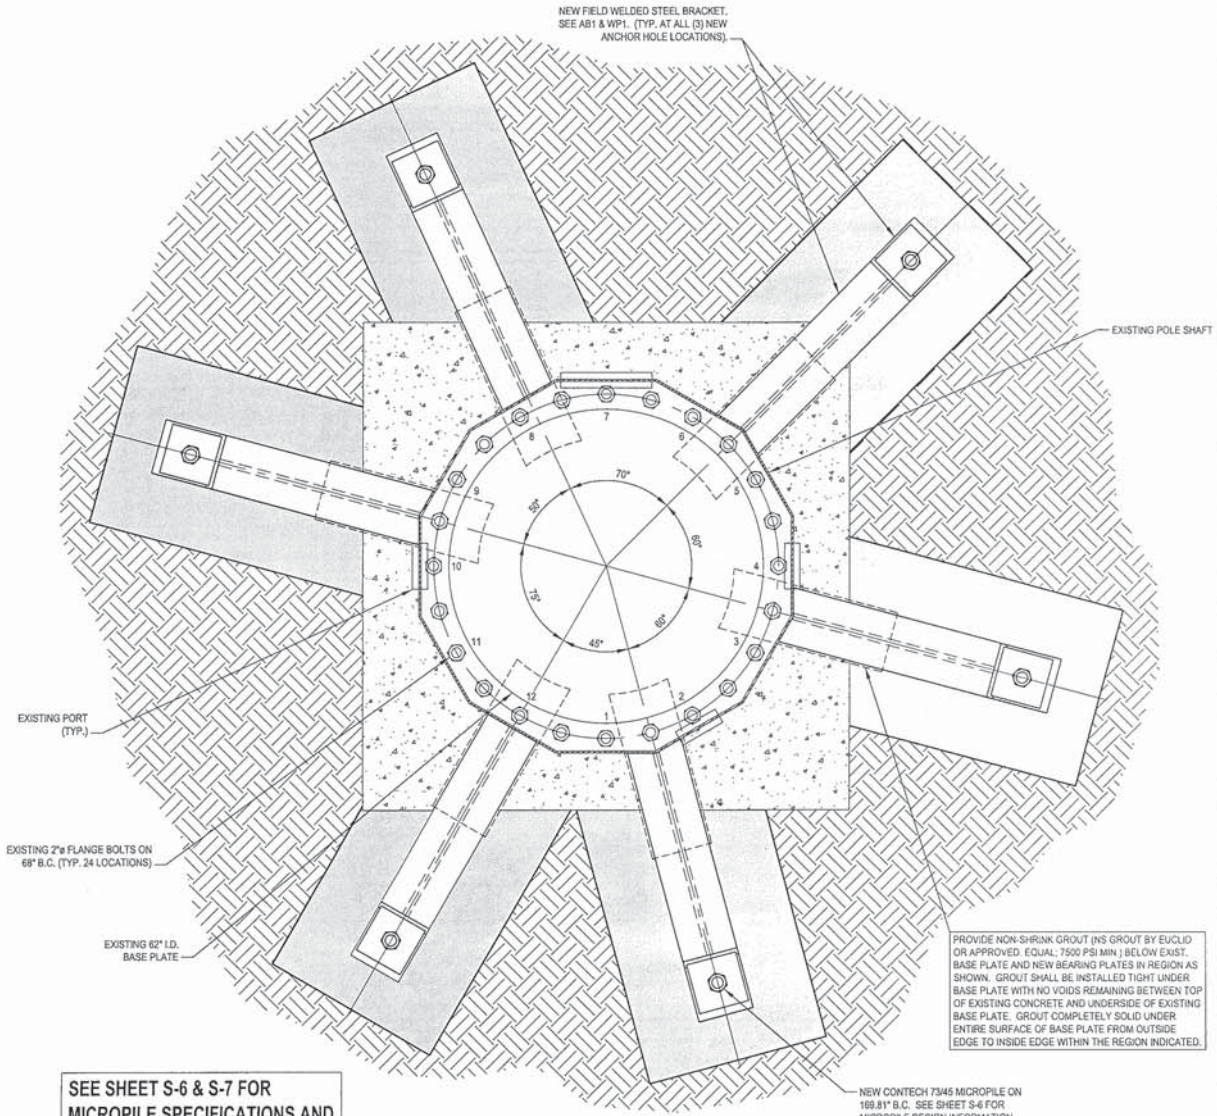 NEW FIELD WELDED STEEL BRACKET.
SEE AB1 & WP1. (TYP. AT ALL (3) NEW
ANCHOR HOLE LOCATIONS).
EXISTING POLE SHAFT
7
8
6
70°
9
5
50°
60°
10
4
75°
60°
11
3
45°
12
2
1
EXISTING PORT
(TYP.)
EXISTING 2"ø FLANGE BOLTS ON
68" B.C. (TYP. 24 LOCATIONS)
EXISTING 62" I.D.
BASE PLATE
PROVIDE NON-SHRINK GROUT (NS GROUT BY EUCLID
OR APPROVED. EQUAL; 7500 PSI MIN.) BELOW EXIST.
BASE PLATE AND NEW BEARING PLATES IN REGION AS
SHOWN. GROUT SHALL BE INSTALLED TIGHT UNDER
BASE PLATE WITH NO VOIDS REMAINING BETWEEN TOP
OF EXISTING CONCRETE AND UNDERSIDE OF EXISTING
BASE PLATE. GROUT COMPLETELY SOLID UNDER
ENTIRE SURFACE OF BASE PLATE FROM OUTSIDE
EDGE TO INSIDE EDGE WITHIN THE REGION INDICATED.
SEE SHEET S-6 & S-7 FOR
MICROPILE SPECIFICATIONS AND
NEW CONTECH 73/45 MICROPILE ON
169.81" B.C. SEE SHEET S-6 FOR
MICROPILE DESIGN INFORMATION